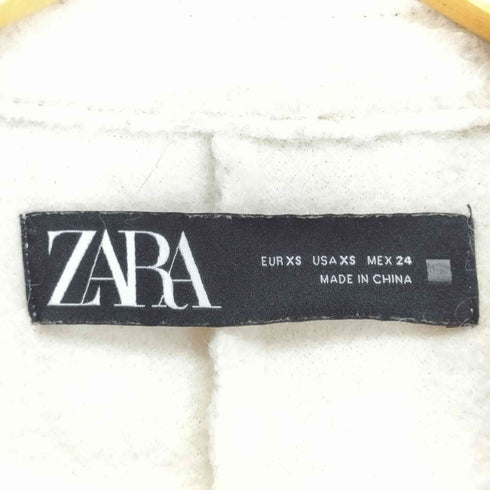 ZARA
EUR XS USA XS MEX 24
MADE IN CHINA